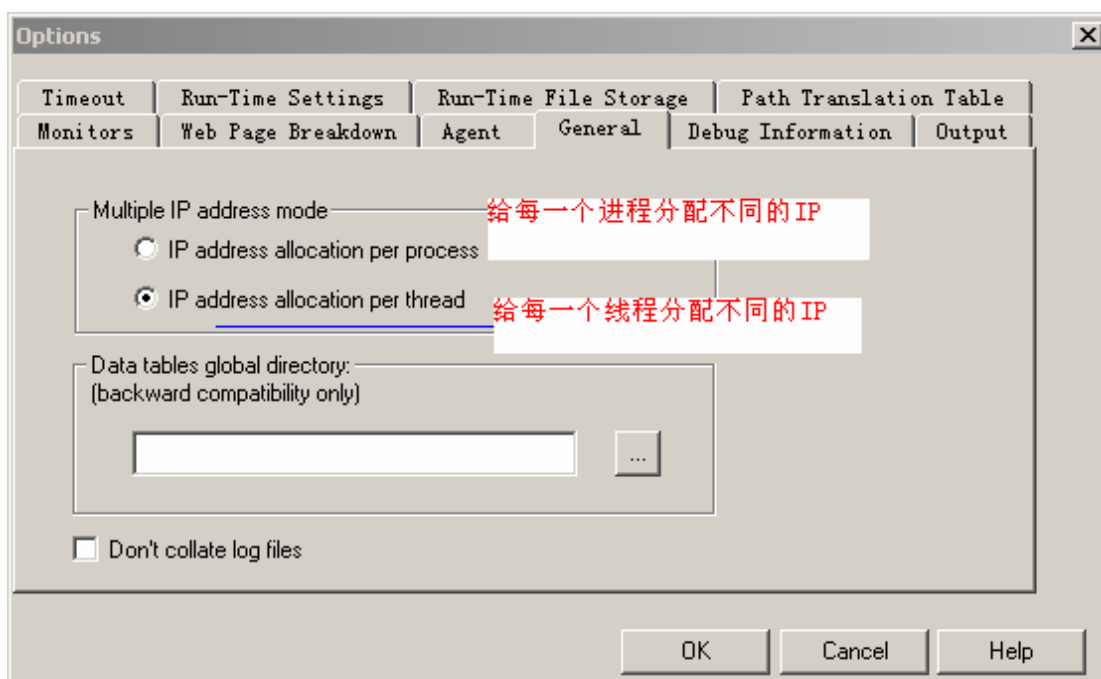 Options
Timeout Run-Time Settings Run-Time File Storage Path Translation Table
Monitors Web Page Breakdown Agent General Debug Information Output
Multiple IP address mode
给每一个进程分配不同的IP
IP address allocation per process
IP address allocation per thread
给每一个线程分配不同的IP
Data tables global directory:
(backward compatibility only)
...
Don't collate log files
OK Cancel Help